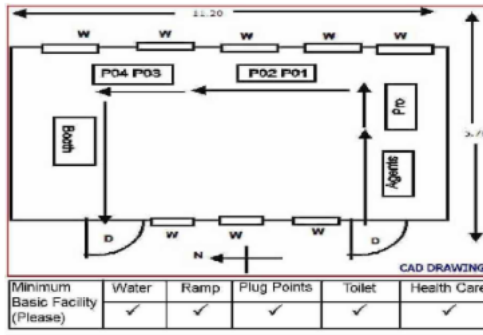 11.20
W W W W W
P04 P03 P02 P01
Pro
Booth
Agents
D W W W D
N
CAD DRAWING
Minimum Basic Facility (Please) Water Ramp Plug Points Toilet Health Care
✓ ✓ ✓ ✓ ✓